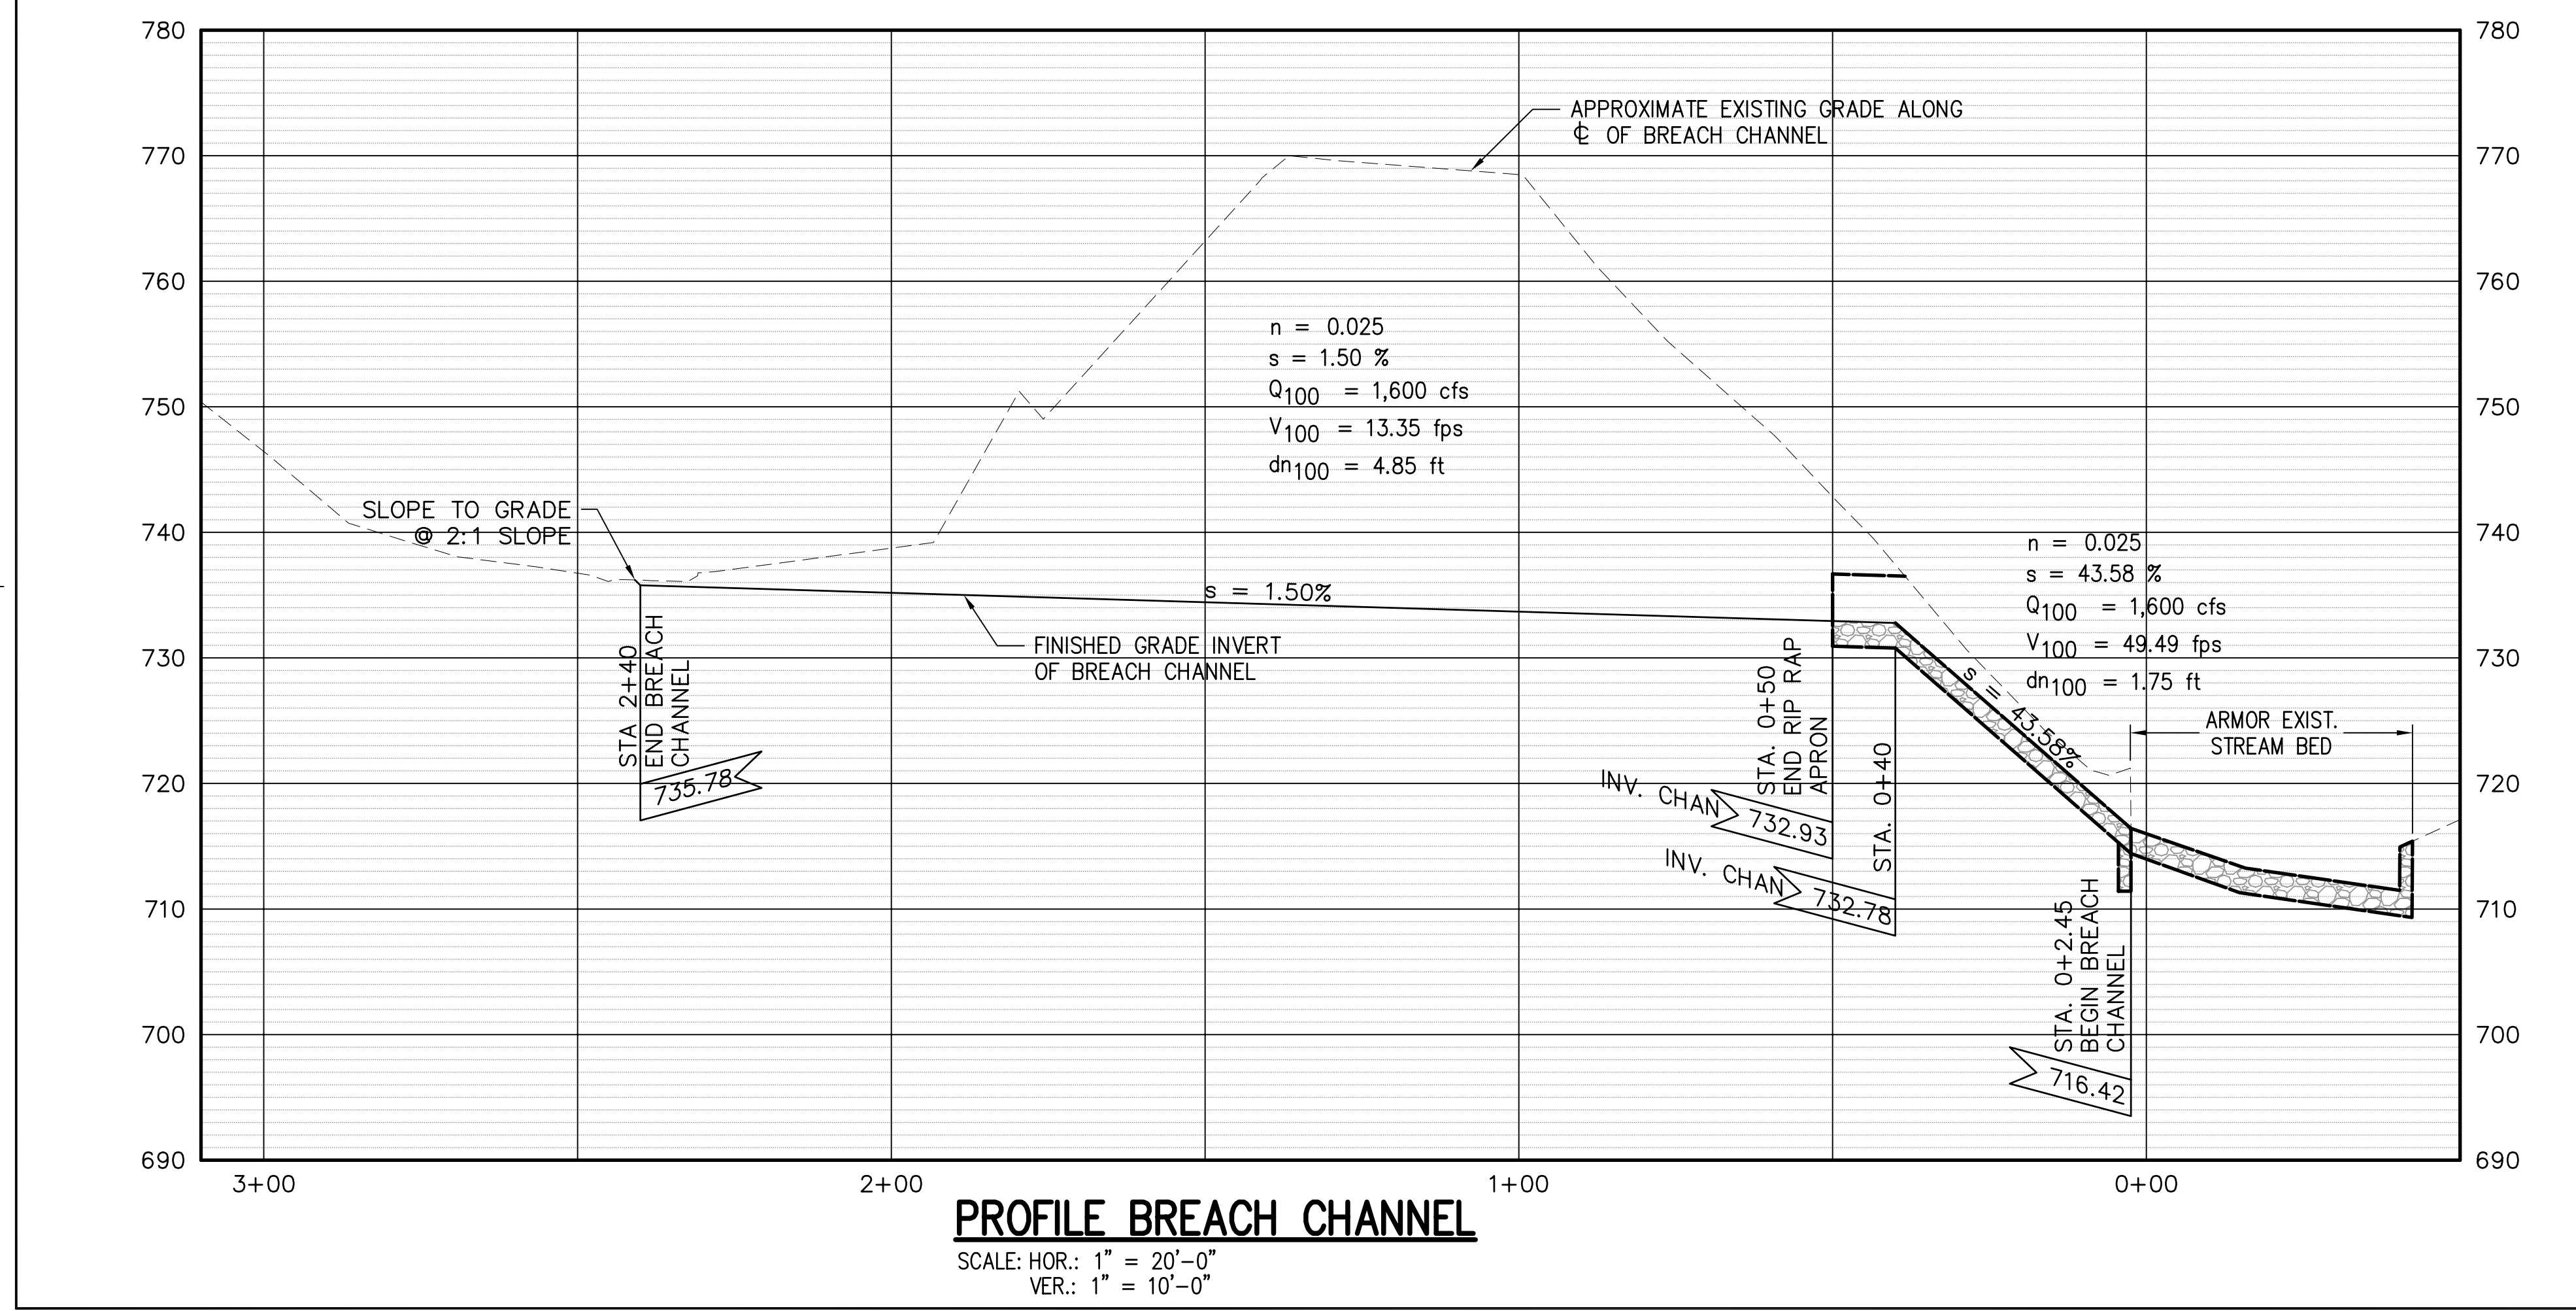 780
780
770
770
760
760
750
750
740
740
730
730
720
720
710
710
700
700
690
690
APPROXIMATE EXISTING GRADE ALONG
℄ OF BREACH CHANNEL
n = 0.025
s = 1.50 %
Q100 = 1,600 cfs
V100 = 13.35 fps
dn100 = 4.85 ft
SLOPE TO GRADE
@ 2:1 SLOPE
s = 1.50%
FINISHED GRADE INVERT
OF BREACH CHANNEL
STA 2+40
END BREACH
CHANNEL
735.78
n = 0.025
s = 43.58 %
Q100 = 1,600 cfs
V100 = 49.49 fps
dn100 = 1.75 ft
s = 43.58%
ARMOR EXIST.
STREAM BED
STA. 0+50
END RIP RAP
APRON
INV. CHAN
732.93
STA. 0+40
INV. CHAN
732.78
STA. 0+2.45
BEGIN BREACH
CHANNEL
716.42
3+00
2+00
1+00
0+00
PROFILE BREACH CHANNEL
SCALE: HOR.: 1" = 20'-0"
VER.: 1" = 10'-0"